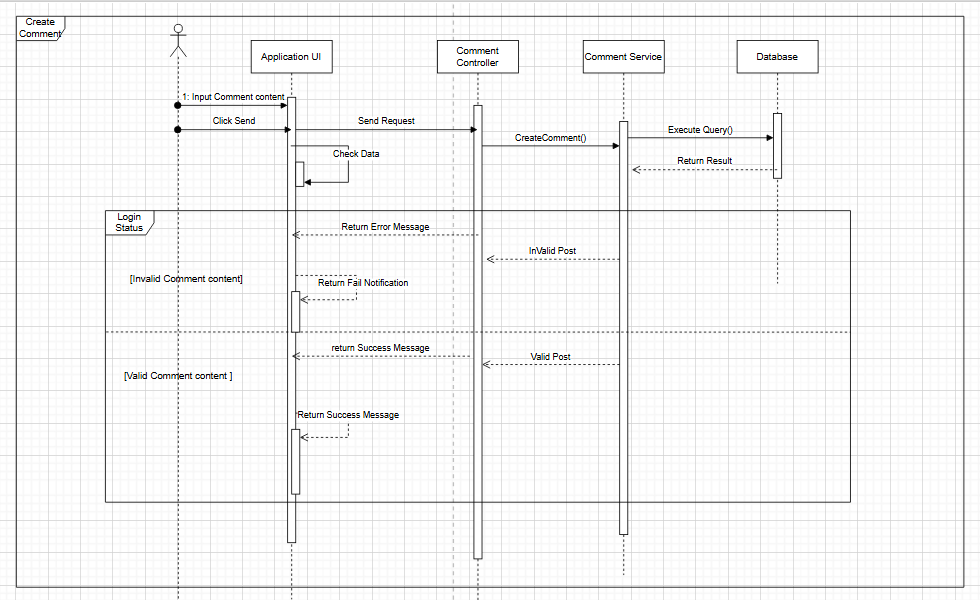 Create
Comment
Application UI
Comment
Controller
Comment Service
Database
1: Input Comment content
Click Send
Send Request
Check Data
CreateComment()
Execute Query()
Return Result
Login
Status
Return Error Message
InValid Post
[Invalid Comment content]
Return Fail Notification
return Success Message
Valid Post
[Valid Comment content ]
Return Success Message